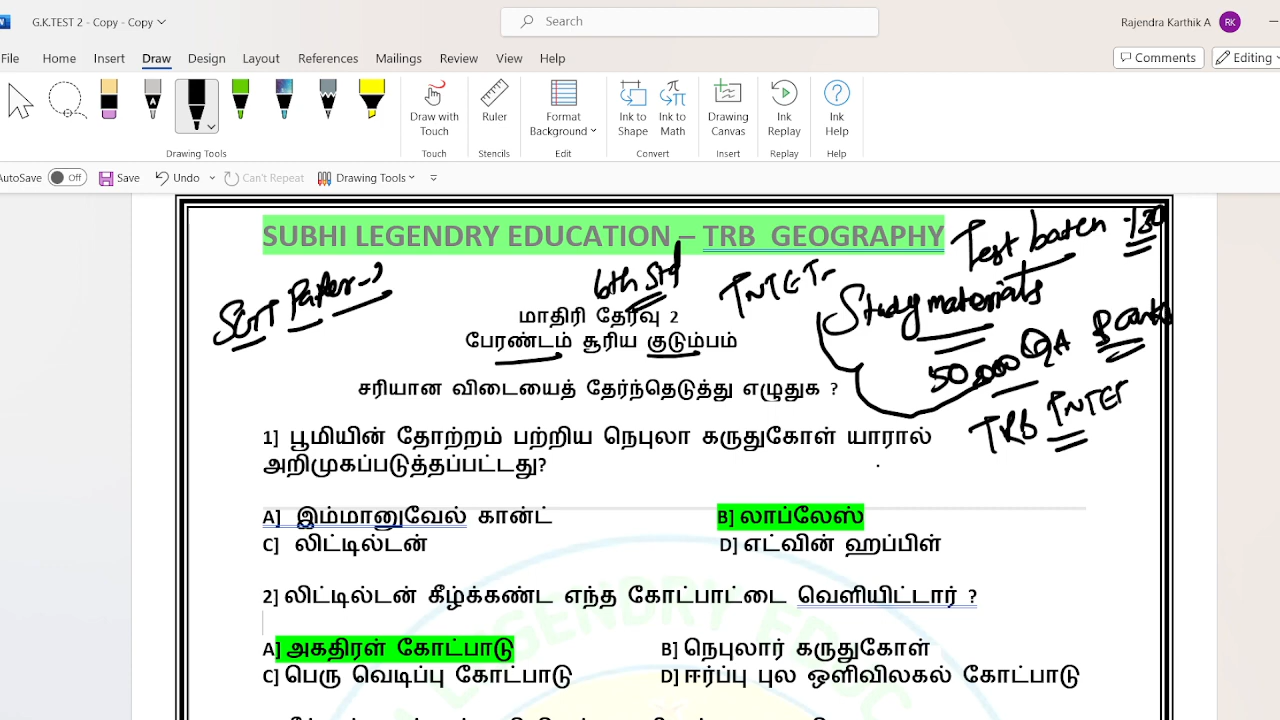 G.K.TEST 2 - Copy - Copy
Search
Rajendra Karthik A
RK
File Home Insert Draw Design Layout References Mailings Review View Help
Comments
Editing
Draw with Touch
Ruler
Format Background
Ink to Shape
Ink to Math
Drawing Canvas
Ink Replay
Ink Help
Drawing Tools
Touch
Stencils
Edit
Convert
Insert
Replay
Help
AutoSave Off Save Undo Can't Repeat Drawing Tools
SUBHI LEGENDRY EDUCATION – TRB GEOGRAPHY
Test batch
6th Std
TNTET
Study materials
மாதிரி தேர்வு 2
பேரண்டம் சூரிய குடும்பம்
50,000 QA
TRB TNTET
சரியான விடையைத் தேர்ந்தெடுத்து எழுதுக ?
1] பூமியின் தோற்றம் பற்றிய நெபுலா கருதுகோள் யாரால்
அறிமுகப்படுத்தப்பட்டது?
A] இம்மானுவேல் காண்ட் B] லாப்லேஸ்
C] லிட்டில்டன் D] எட்வின் ஹப்பிள்
2] லிட்டில்டன் கீழ்க்கண்ட எந்த கோட்பாட்டை வெளியிட்டார் ?
A] அகதிரள் கோட்பாடு B] நெபுலார் கருதுகோள்
C] பெரு வெடிப்பு கோட்பாடு D] ஈர்ப்பு புல ஒளிவிலகல் கோட்பாடு